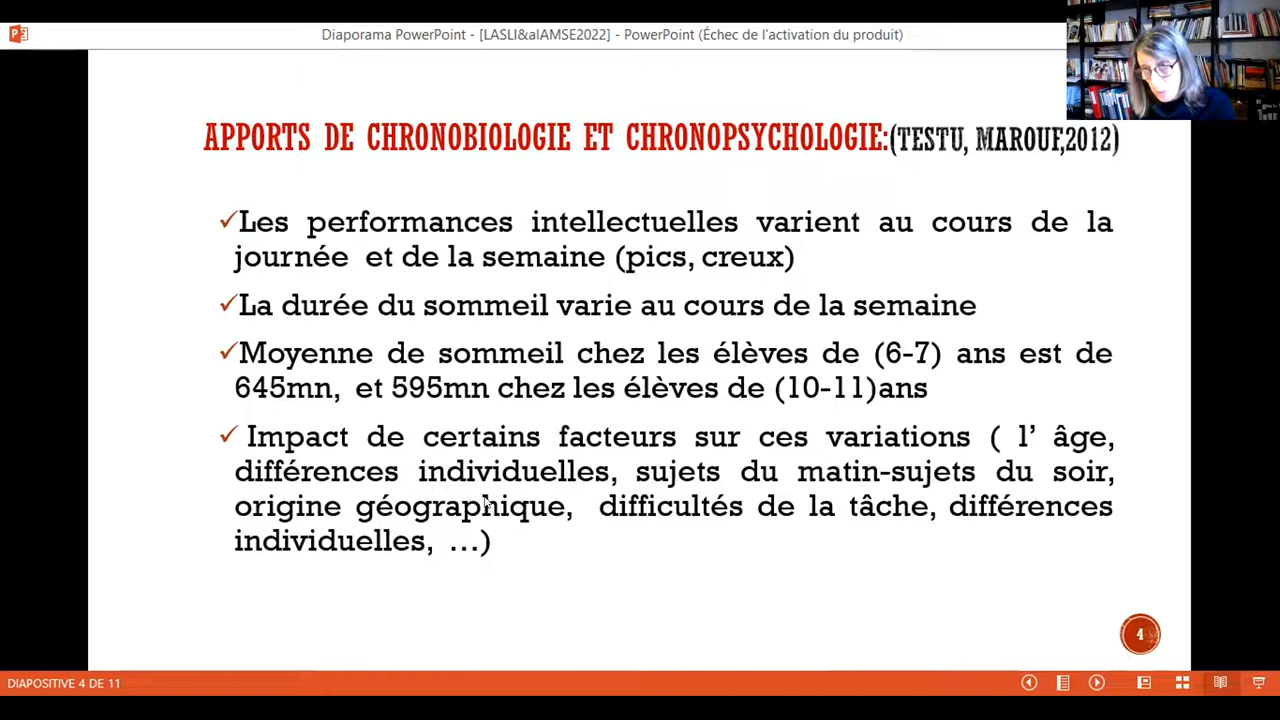 Diaporama PowerPoint - [LASLI&alAMSE2022] - PowerPoint (Échec de l'activation du produit)
APPORTS DE CHRONOBIOLOGIE ET CHRONOPSYCHOLOGIE:(TESTU, MAROUF,2012)
Les performances intellectuelles varient au cours de la
journée et de la semaine (pics, creux)
La durée du sommeil varie au cours de la semaine
Moyenne de sommeil chez les élèves de (6-7) ans est de
645mn, et 595mn chez les élèves de (10-11)ans
Impact de certains facteurs sur ces variations ( l' âge,
différences individuelles, sujets du matin-sujets du soir,
origine géographique, difficultés de la tâche, différences
individuelles, ...)
4
DIAPOSITIVE 4 DE 11